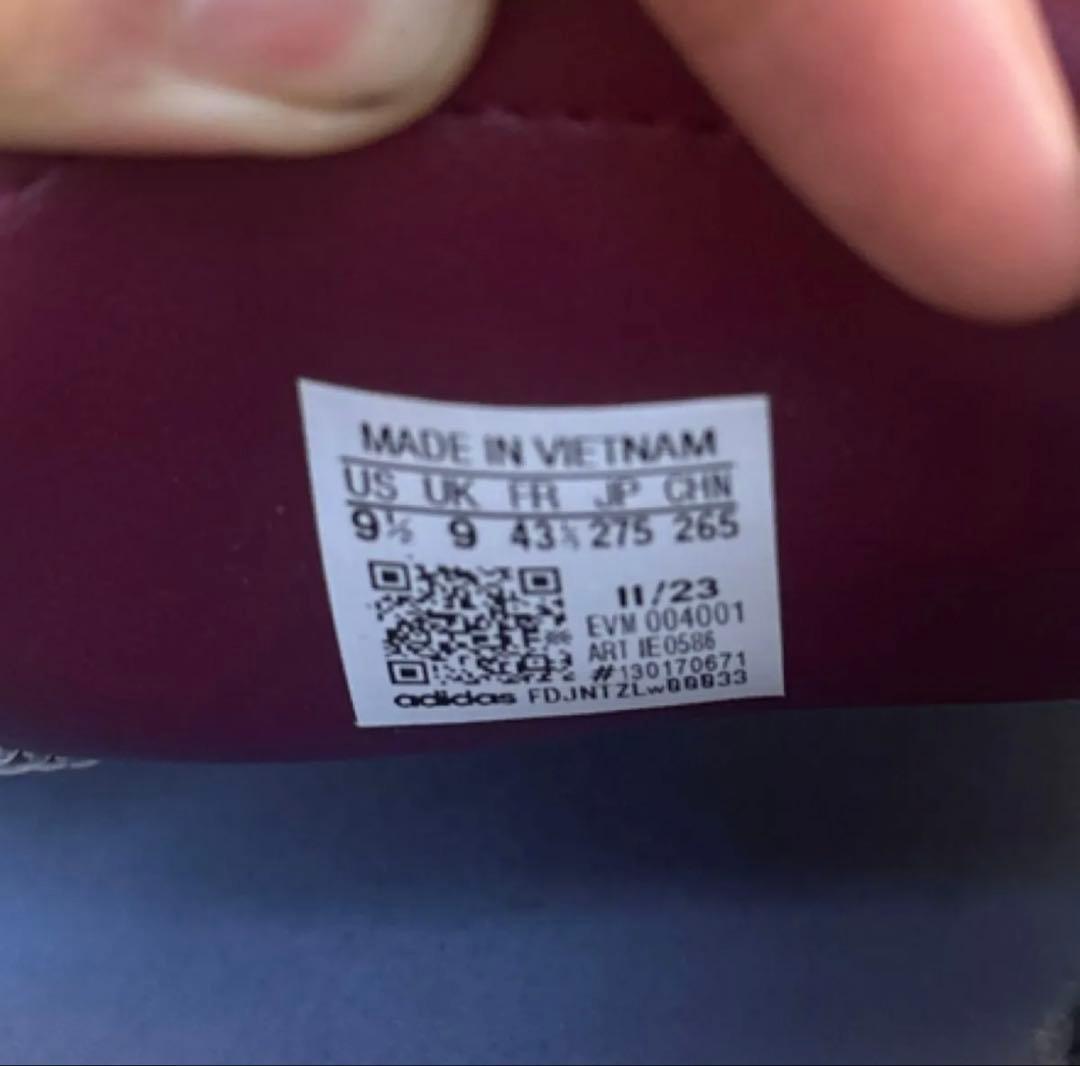 MADE IN VIETNAM
US UK FR JP CHN
9½ 9 43⅓ 275 265
11/23
EVM 004001
ART IE0586
#130170671
adidas FDJNTZLw00033